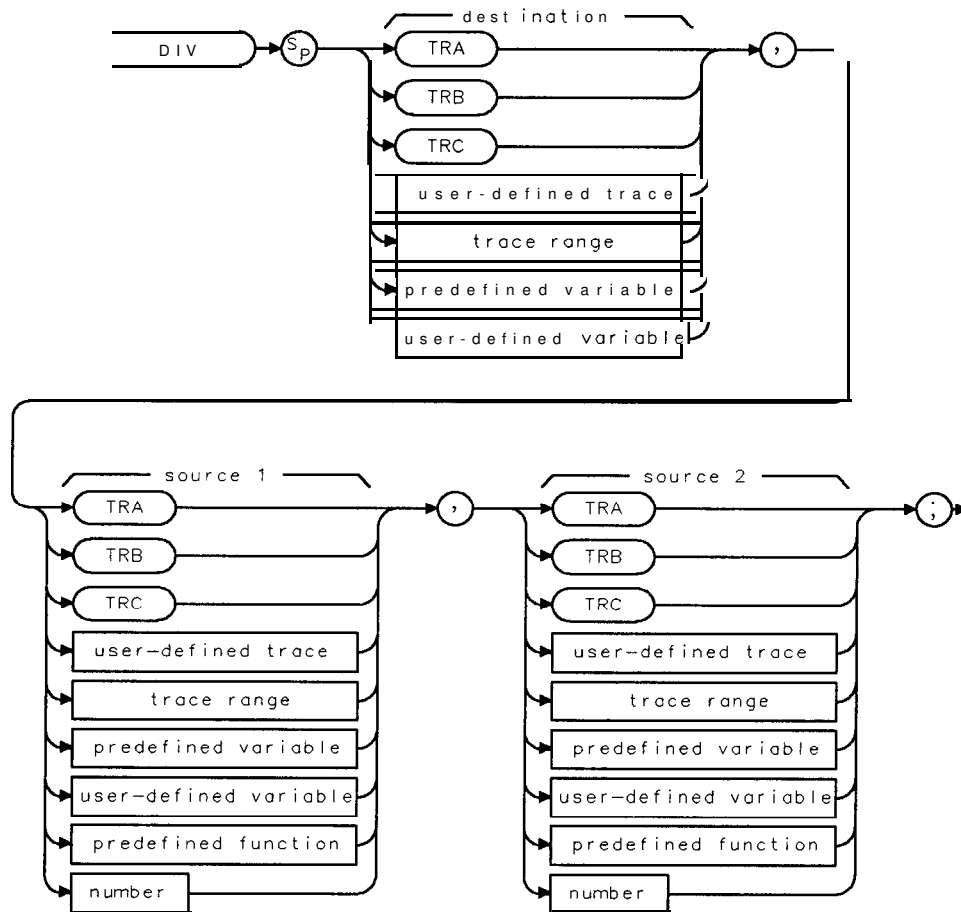 destination
DIV
Sp
TRA
,
TRB
TRC
user-defined trace
trace range
predefined variable
user-defined variable
source 1
TRA
,
TRB
TRC
user-defined trace
trace range
predefined variable
user-defined variable
predefined function
number
source 2
TRA
;
TRB
TRC
user-defined trace
trace range
predefined variable
user-defined variable
predefined function
number